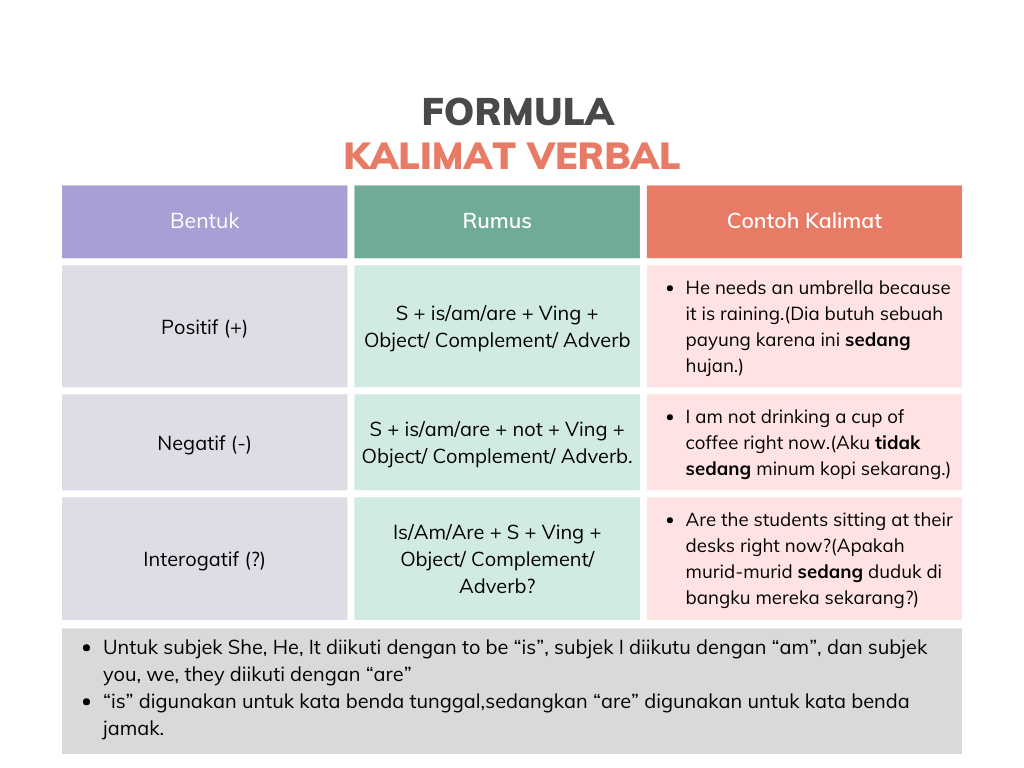 FORMULA
KALIMAT VERBAL
Bentuk
Rumus
Contoh Kalimat
Positif (+)
S + is/am/are + Ving +
Object/ Complement/ Adverb
• He needs an umbrella because
it is raining.(Dia butuh sebuah
payung karena ini sedang
hujan.)
Negatif (-)
S + is/am/are + not + Ving +
Object/ Complement/ Adverb.
• I am not drinking a cup of
coffee right now.(Aku tidak
sedang minum kopi sekarang.)
Interogatif (?)
Is/Am/Are + S + Ving +
Object/ Complement/
Adverb?
• Are the students sitting at their
desks right now?(Apakah
murid-murid sedang duduk di
bangku mereka sekarang?)
• Untuk subjek She, He, It diikuti dengan to be “is”, subjek I diikutu dengan “am”, dan subjek
you, we, they diikuti dengan “are”
• “is” digunakan untuk kata benda tunggal,sedangkan “are” digunakan untuk kata benda
jamak.